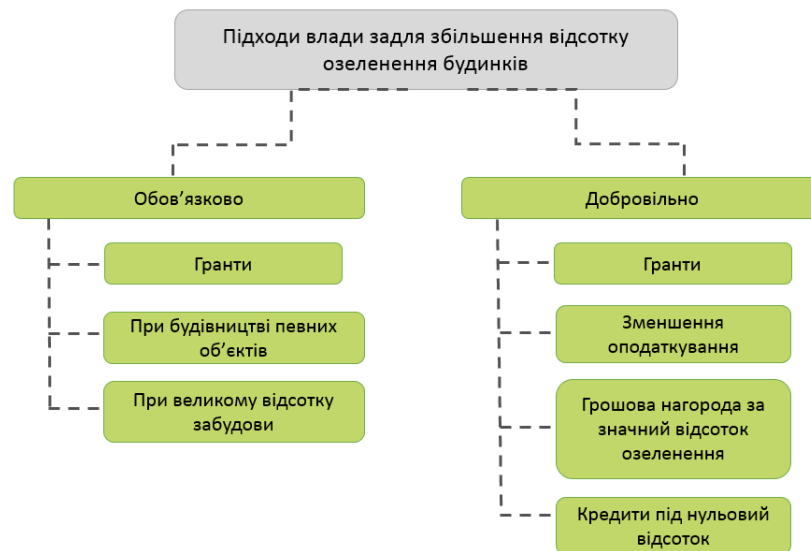 Підходи влади задля збільшення відсотку
озеленення будинків
Обов’язково
Гранти
При будівництві певних
об’єктів
При великому відсотку
забудови
Добровільно
Гранти
Зменшення
оподаткування
Грошова нагорода за
значний відсоток
озеленення
Кредити під нульовий
відсоток